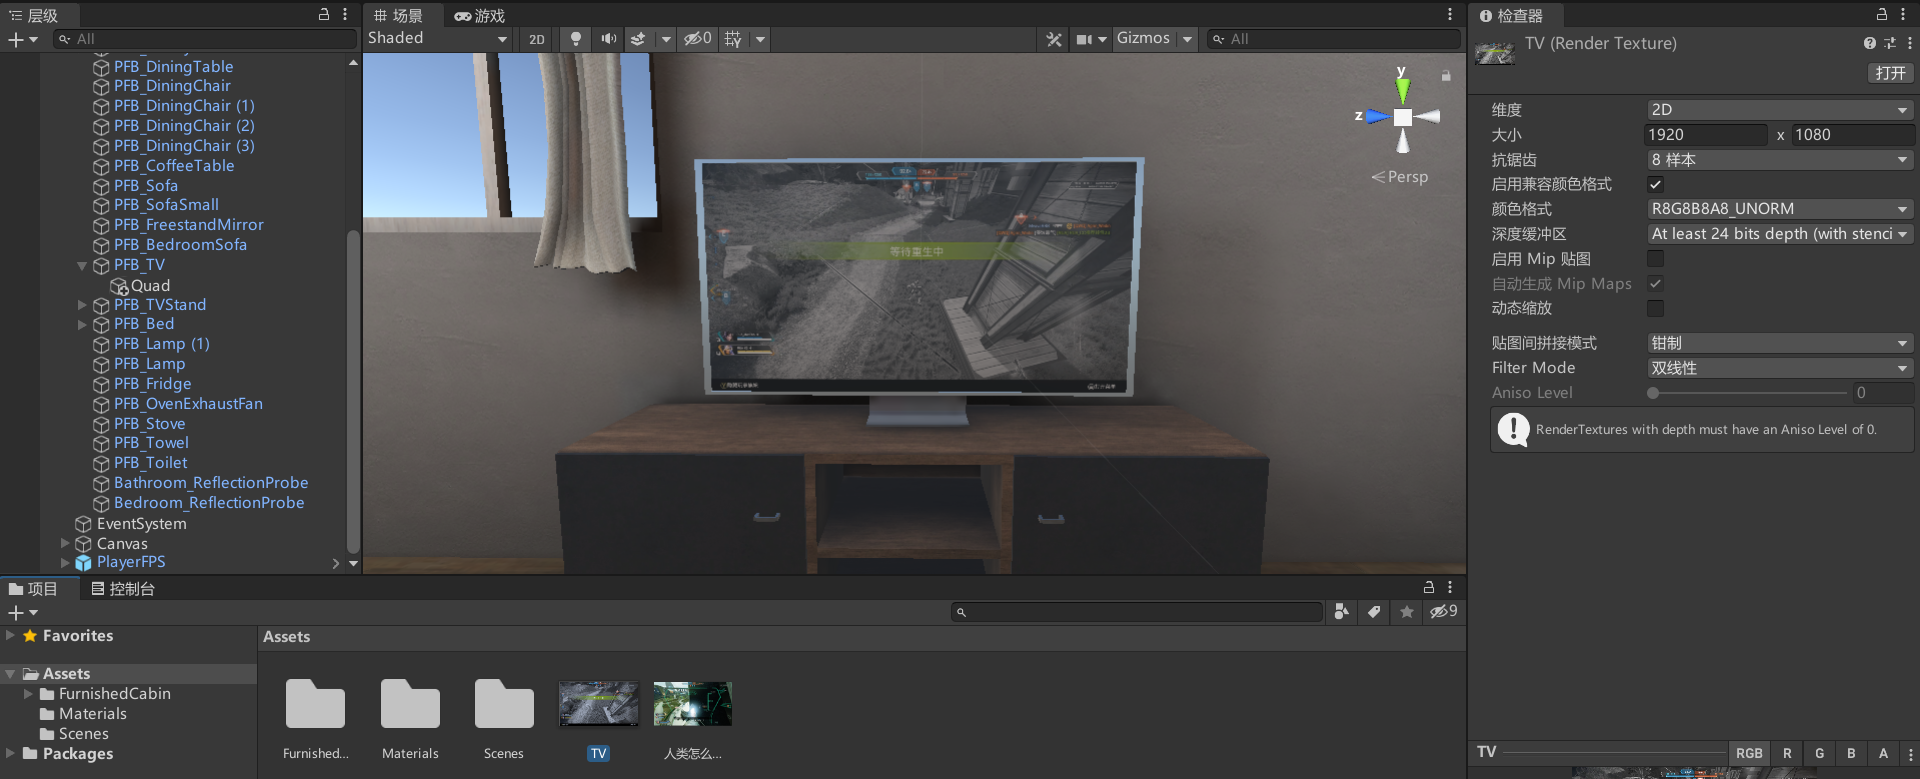 层级
All
PFB_DiningTable
PFB_DiningChair
PFB_DiningChair (1)
PFB_DiningChair (2)
PFB_DiningChair (3)
PFB_CoffeeTable
PFB_Sofa
PFB_SofaSmall
PFB_FreestandMirror
PFB_BedroomSofa
PFB_TV
Quad
PFB_TVStand
PFB_Bed
PFB_Lamp (1)
PFB_Lamp
PFB_Fridge
PFB_OvenExhaustFan
PFB_Stove
PFB_Towel
PFB_Toilet
Bathroom_ReflectionProbe
Bedroom_ReflectionProbe
EventSystem
Canvas
PlayerFPS
场景 游戏
Shaded 2D 0 Gizmos All
y
z
Persp
等待重生中
检查器
TV (Render Texture)
打开
维度 2D
大小 1920 x 1080
抗锯齿 8 样本
启用兼容颜色格式
颜色格式 R8G8B8A8_UNORM
深度缓冲区 At least 24 bits depth (with stenci
启用 Mip 贴图
自动生成 Mip Maps
动态缩放
贴图间拼接模式 钳制
Filter Mode 双线性
Aniso Level 0
RenderTextures with depth must have an Aniso Level of 0.
TV RGB R G B A
项目 控制台
9
Favorites
Assets
FurnishedCabin
Materials
Scenes
Packages
Assets
Furnished...
Materials
Scenes
TV
人类怎么...